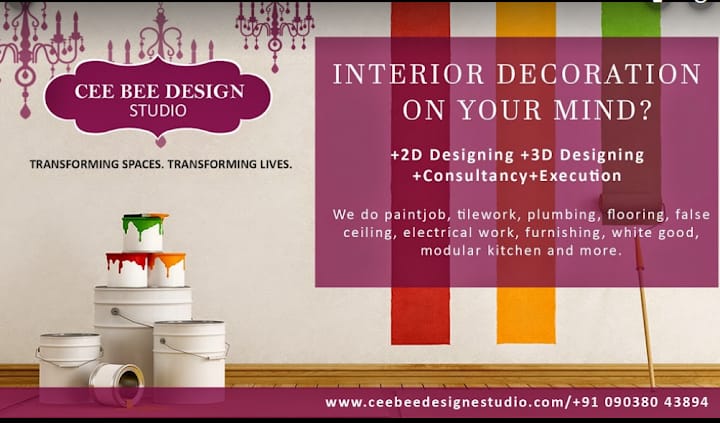 CEE BEE DESIGN
STUDIO
TRANSFORMING SPACES. TRANSFORMING LIVES.
INTERIOR DECORATION
ON YOUR MIND?
+2D Designing +3D Designing
+Consultancy+Execution
We do paintjob, tilework, plumbing, flooring, false
ceiling, electrical work, furnishing, white good,
modular kitchen and more.
www.ceebeedesignestudio.com/+91 090380 43894